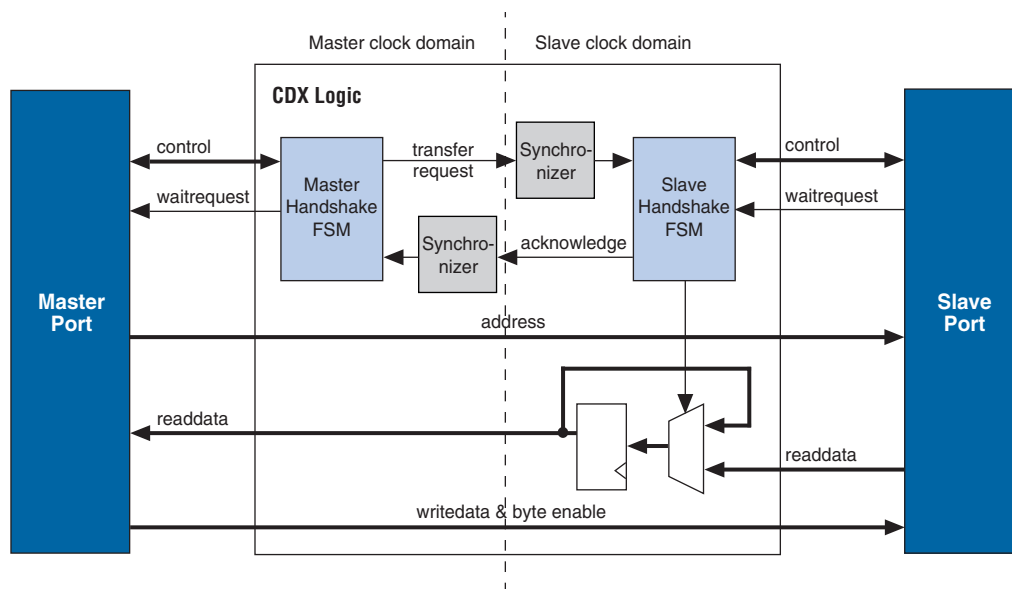 Master clock domain
Slave clock domain
CDX Logic
control
waitrequest
Master
Handshake
FSM
transfer
request
Synchro-
nizer
Synchro-
nizer
acknowledge
Slave
Handshake
FSM
control
waitrequest
Master
Port
Slave
Port
address
readdata
readdata
writedata & byte enable